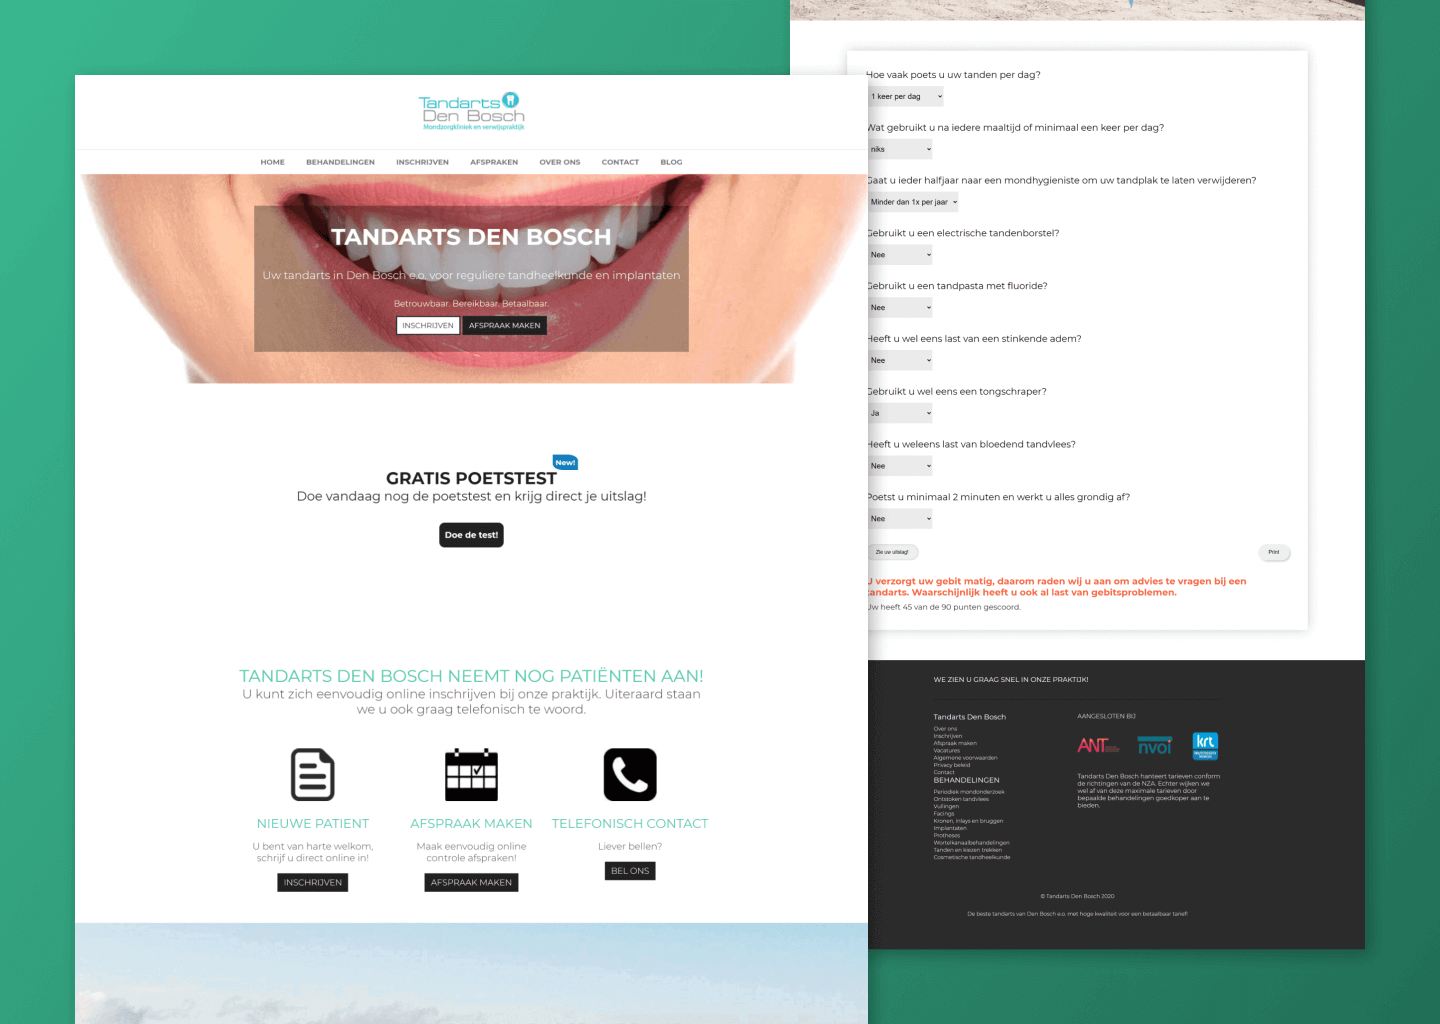 Tandarts
Den Bosch
Mondzorgkliniek en verwijspraktijk
HOME BEHANDELINGEN INSCHRIJVEN AFSPRAKEN OVER ONS CONTACT BLOG
TANDARTS DEN BOSCH
Uw tandarts in Den Bosch e.o. voor reguliere tandheelkunde en implantaten
Betrouwbaar. Bereikbaar. Betaalbaar.
INSCHRIJVEN AFSPRAAK MAKEN
New!
GRATIS POETSTEST
Doe vandaag nog de poetstest en krijg direct je uitslag!
Doe de test!
TANDARTS DEN BOSCH NEEMT NOG PATIËNTEN AAN!
U kunt zich eenvoudig online inschrijven bij onze praktijk. Uiteraard staan
we u ook graag telefonisch te woord.
NIEUWE PATIENT
U bent van harte welkom,
schrijf u direct online in!
INSCHRIJVEN
AFSPRAAK MAKEN
Maak eenvoudig online
controle afspraken!
AFSPRAAK MAKEN
TELEFONISCH CONTACT
Liever bellen?
BEL ONS
Hoe vaak poets u uw tanden per dag?
1 keer per dag
Wat gebruikt u na iedere maaltijd of minimaal een keer per dag?
niks
Gaat u ieder halfjaar naar een mondhygieniste om uw tandplak te laten verwijderen?
Minder dan 1x per jaar
Gebruikt u een electrische tandenborstel?
Nee
Gebruikt u een tandpasta met fluoride?
Nee
Heeft u wel eens last van een stinkende adem?
Nee
Gebruikt u wel eens een tongschraper?
Ja
Heeft u weleens last van bloedend tandvlees?
Nee
Poetst u minimaal 2 minuten en werkt u alles grondig af?
Nee
Zie uw uitslag! Print
U verzorgt uw gebit matig, daarom raden wij u aan om advies te vragen bij een
tandarts. Waarschijnlijk heeft u ook al last van gebitsproblemen.
Uw heeft 45 van de 90 punten gescoord.
WE ZIEN U GRAAG SNEL IN ONZE PRAKTIJK!
Tandarts Den Bosch
Over ons
Inschrijven
Afspraak maken
Vacatures
Algemene voorwaarden
Privacy beleid
Contact
BEHANDELINGEN
Periodiek mondonderzoek
Ontstoken tandvlees
Vullingen
Facings
Kronen, inlays en bruggen
Implantaten
Protheses
Wortelkanaalbehandelingen
Tanden en kiezen trekken
Cosmetische tandheelkunde
AANGESLOTEN BIJ
ANT nvoi krt
Tandarts Den Bosch hanteert tarieven conform
de richtingen van de NZA. Echter wijken we
wel af van deze maximale tarieven door
bepaalde behandelingen goedkoper aan te
bieden.
© Tandarts Den Bosch 2020
De beste tandarts van Den Bosch e.o. met hoge kwaliteit voor een betaalbaar tarief!